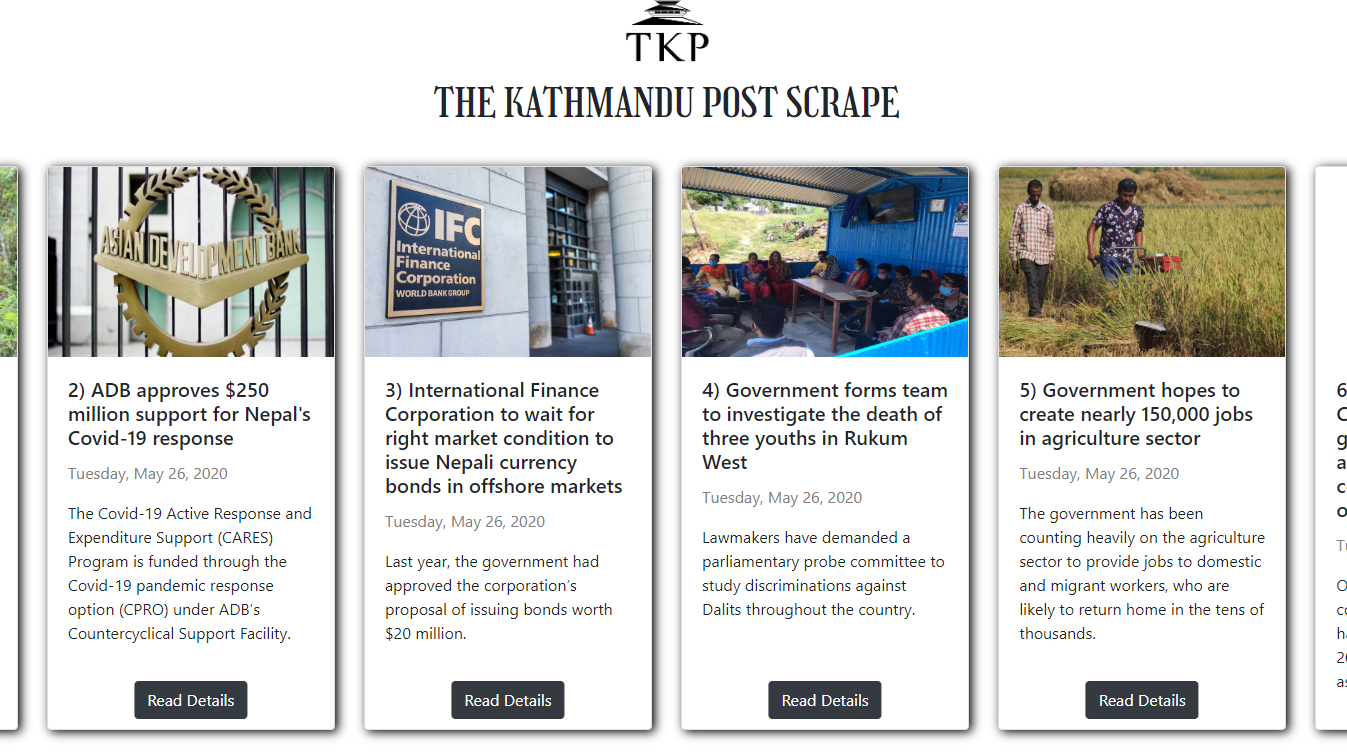 TKP
THE KATHMANDU POST SCRAPE
ASIAN DEVELOPMENT BANK
2) ADB approves $250
million support for Nepal's
Covid-19 response
Tuesday, May 26, 2020
The Covid-19 Active Response and
Expenditure Support (CARES)
Program is funded through the
Covid-19 pandemic response
option (CPRO) under ADB’s
Countercyclical Support Facility.
Read Details
IFC
International
Finance
Corporation
WORLD BANK GROUP
3) International Finance
Corporation to wait for
right market condition to
issue Nepali currency
bonds in offshore markets
Tuesday, May 26, 2020
Last year, the government had
approved the corporation’s
proposal of issuing bonds worth
$20 million.
Read Details
4) Government forms team
to investigate the death of
three youths in Rukum
West
Tuesday, May 26, 2020
Lawmakers have demanded a
parliamentary probe committee to
study discriminations against
Dalits throughout the country.
Read Details
5) Government hopes to
create nearly 150,000 jobs
in agriculture sector
Tuesday, May 26, 2020
The government has been
counting heavily on the agriculture
sector to provide jobs to domestic
and migrant workers, who are
likely to return home in the tens of
thousands.
Read Details